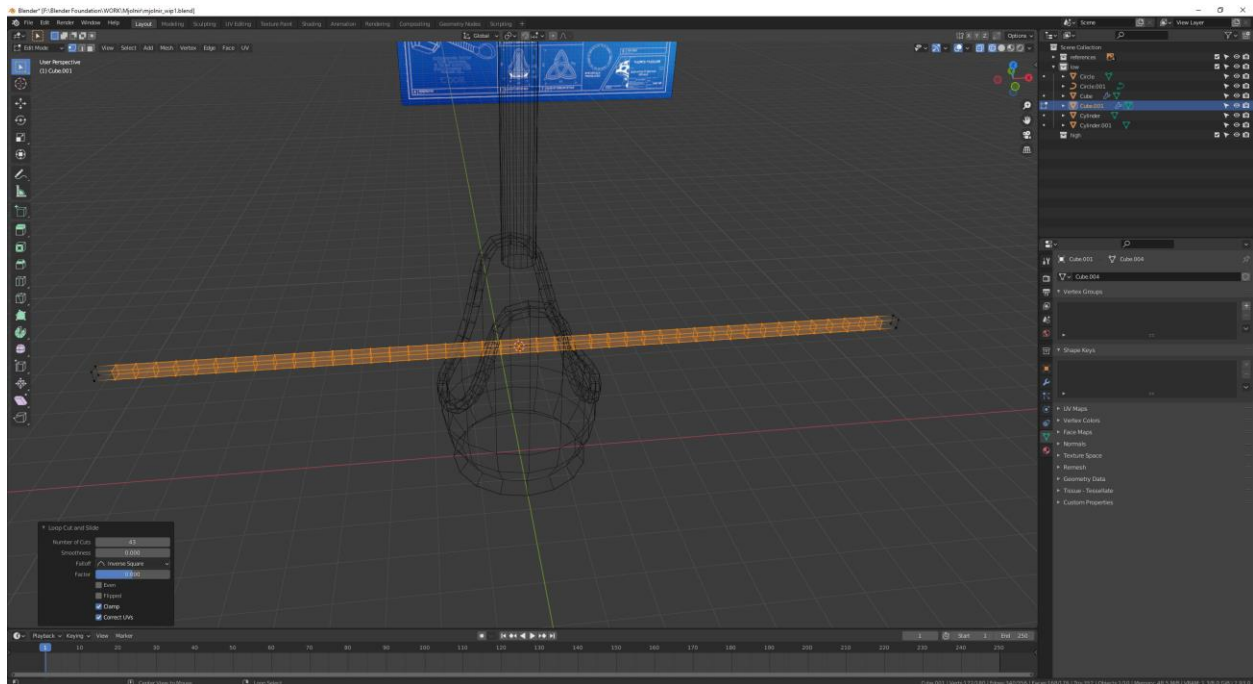 Blender* [F:\Blender Foundation\WORK\Mjolnir\mjolnir_wip1.blend]
File Edit Render Window Help Layout Modeling Sculpting UV Editing Texture Paint Shading Animation Rendering Compositing Geometry Nodes Scripting +
Scene View Layer
Global Options
Edit Mode View Select Add Mesh Vertex Edge Face UV
User Perspective
(1) Cube.001
Scene Collection
references
low
Circle
Circle.001
Cube
Cube.001
Cylinder
Cylinder.001
high
Cube.001 Cube.004
Cube.004
Vertex Groups
Shape Keys
UV Maps
Vertex Colors
Face Maps
Normals
Texture Space
Remesh
Geometry Data
Tissue - Tessellate
Custom Properties
Loop Cut and Slide
Number of Cuts 43
Smoothness 0.000
Falloff Inverse Square
Factor 0.000
Even
Flipped
Clamp
Correct UVs
Playback Keying View Marker
1 Start 1 End 250
1 10 20 30 40 50 60 70 80 90 100 110 120 130 140 150 160 170 180 190 200 210 220 230 240 250
Center View to Mouse Loop Select